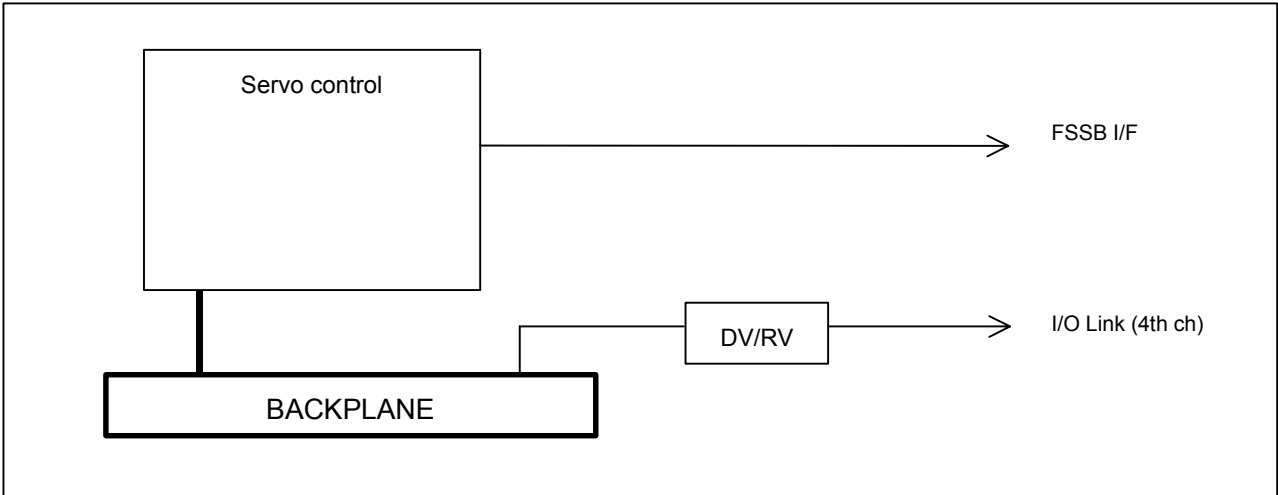 Servo control
FSSB I/F
DV/RV
I/O Link (4th ch)
BACKPLANE